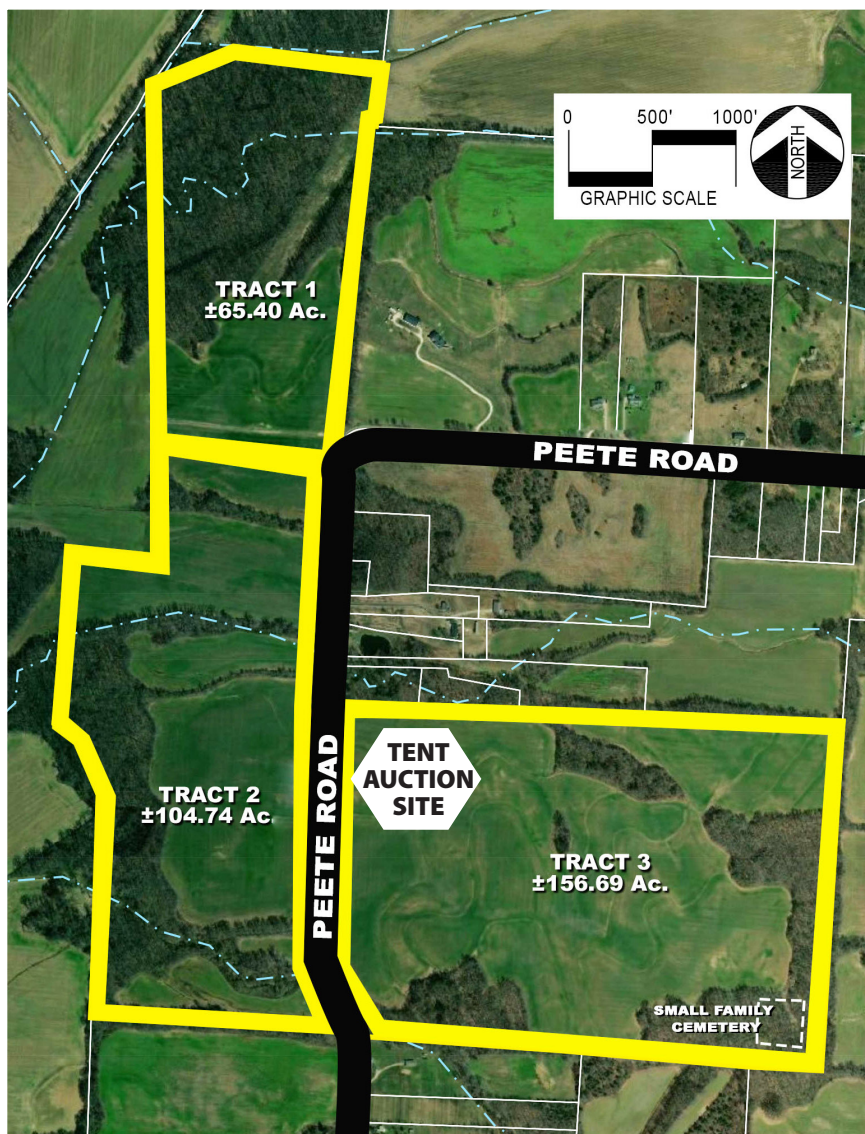 0 500' 1000'
GRAPHIC SCALE
NORTH
TRACT 1
±65.40 Ac.
PEETE ROAD
TENT
AUCTION
SITE
PEETE ROAD
TRACT 2
±104.74 Ac
TRACT 3
±156.69 Ac.
SMALL FAMILY
CEMETERY